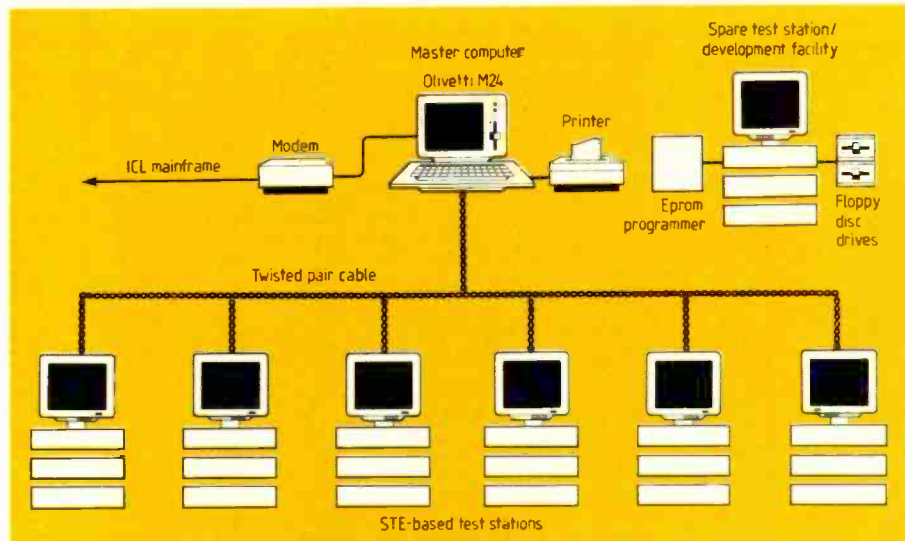 Spare test station/
development facility
Master computer
Olivetti M24
Printer
Modem
ICL mainframe
Eprom
programmer
Floppy
disc
drives
Twisted pair cable
STE-based test stations